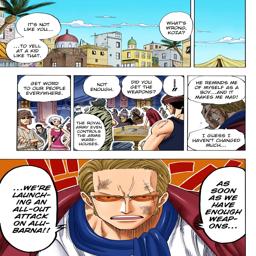 WHAT'S
WRONG,
KOZA?
IT'S NOT
LIKE YOU...
...TO YELL
AT A KID
LIKE THAT.
HE REMINDS ME
OF MYSELF AS A
BOY...AND IT
MAKES ME MAD!
I GUESS I
HAVEN'T CHANGED
MUCH...
!!
DID YOU
GET THE
WEAPONS?
NOT
ENOUGH.
THE ROYAL
ARMY EVEN
CONTROLS
THE ARMS
WARE-
HOUSES.
GET WORD
TO OUR PEOPLE
EVERYWHERE.
AS
SOON
AS WE
HAVE
ENOUGH
WEAP-
ONS...
...WE'RE
LAUNCH-
ING AN
ALL-OUT
ATTACK
ON ALU-
BARNA!!